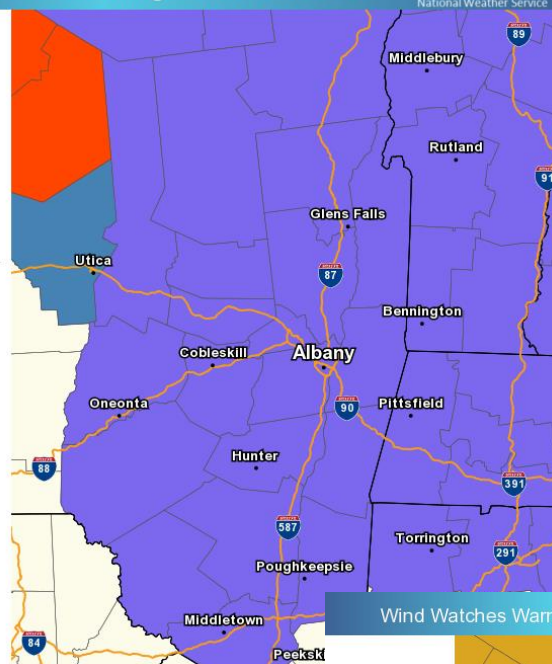 National Weather Service
89
Middlebury
Rutland
91
Glens Falls
Utica
87
Bennington
Cobleskill
Albany
Oneonta
90
Pittsfield
Hunter
88
391
587
Torrington
291
Poughkeepsie
Wind Watches Warn
Middletown
84
Peeksk